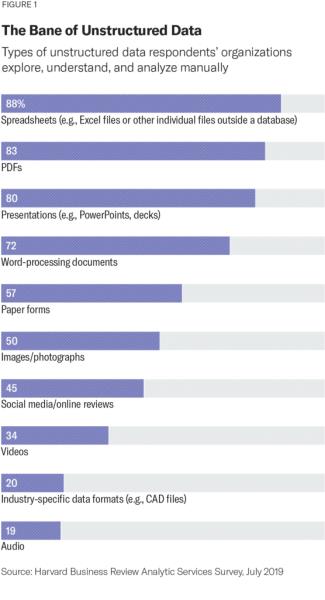 FIGURE 1
The Bane of Unstructured Data
Types of unstructured data respondents’ organizations
explore, understand, and analyze manually
88%
Spreadsheets (e.g., Excel files or other individual files outside a database)
83
PDFs
80
Presentations (e.g., PowerPoints, decks)
72
Word-processing documents
57
Paper forms
50
Images/photographs
45
Social media/online reviews
34
Videos
20
Industry-specific data formats (e.g., CAD files)
19
Audio
Source: Harvard Business Review Analytic Services Survey, July 2019